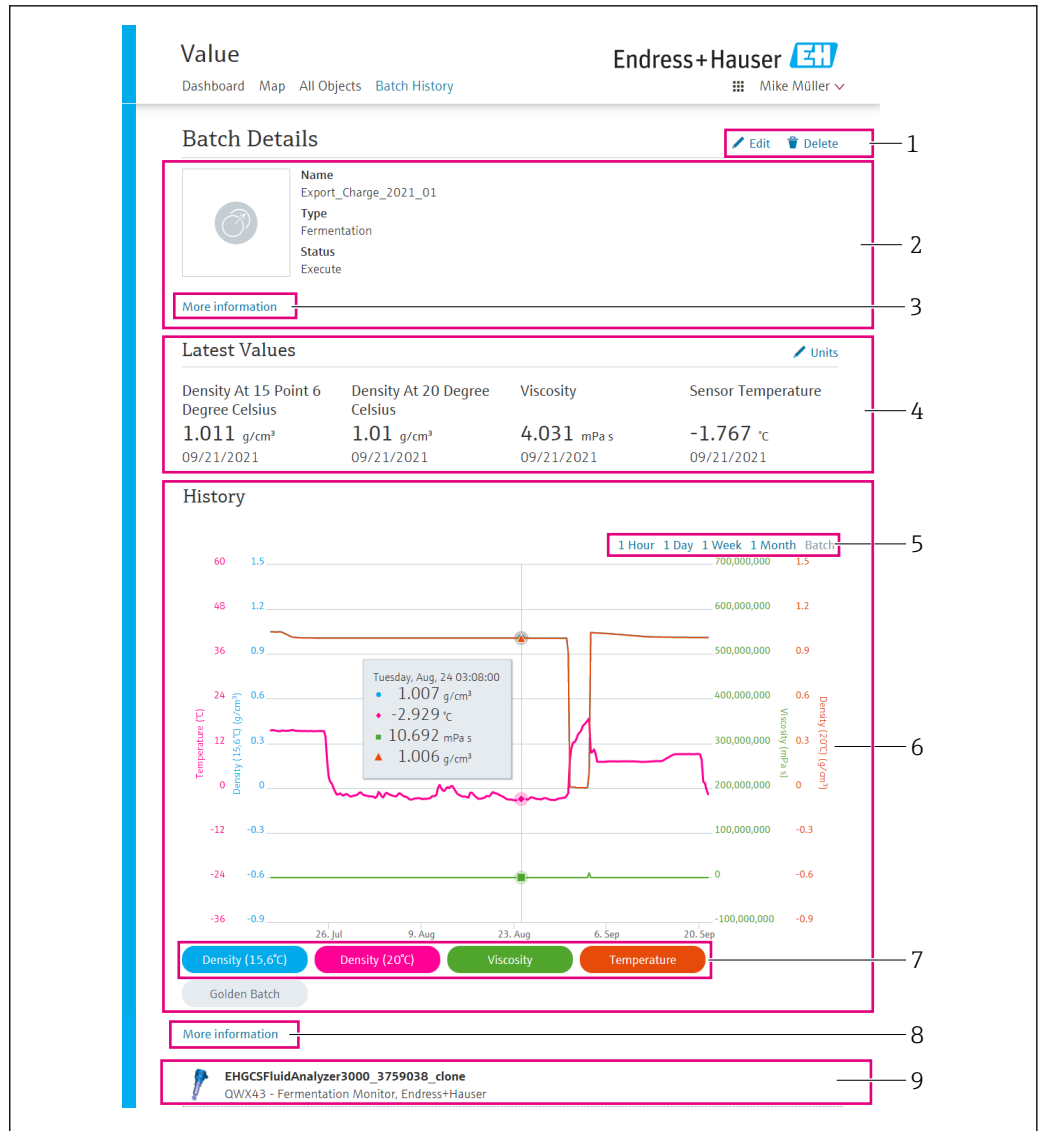 Value
Endress+Hauser EH
Dashboard Map All Objects Batch History
Mike Müller
Batch Details
Edit Delete
1
Name
Export_Charge_2021_01
Type
Fermentation
Status
Execute
2
More information
3
Latest Values
Units
Density At 15 Point 6
Degree Celsius
1.011 g/cm³
09/21/2021
Density At 20 Degree
Celsius
1.01 g/cm³
09/21/2021
Viscosity
4.031 mPa s
09/21/2021
Sensor Temperature
-1.767 °C
09/21/2021
4
History
1 Hour 1 Day 1 Week 1 Month Batch
5
60 1.5 700,000,000 1.5
48 1.2 600,000,000 1.2
36 0.9 500,000,000 0.9
24 0.6 400,000,000 0.6
12 0.3 300,000,000 0.3
0 0 200,000,000 0
-12 -0.3 100,000,000 -0.3
-24 -0.6 0 -0.6
-36 -0.9 -100,000,000 -0.9
Temperature (°C)
Density (15,6°C) (g/cm³)
Tuesday, Aug, 24 03:08:00
1.007 g/cm³
-2.929 °C
10.692 mPa s
1.006 g/cm³
Viscosity (mPa s)
Density (20°C) (g/cm³)
6
26. Jul 9. Aug 23. Aug 6. Sep 20. Sep
Density (15,6°C) Density (20°C) Viscosity Temperature
7
Golden Batch
More information
8
EHGCSFluidAnalyzer3000_3759038_clone
QWX43 - Fermentation Monitor, Endress+Hauser
9